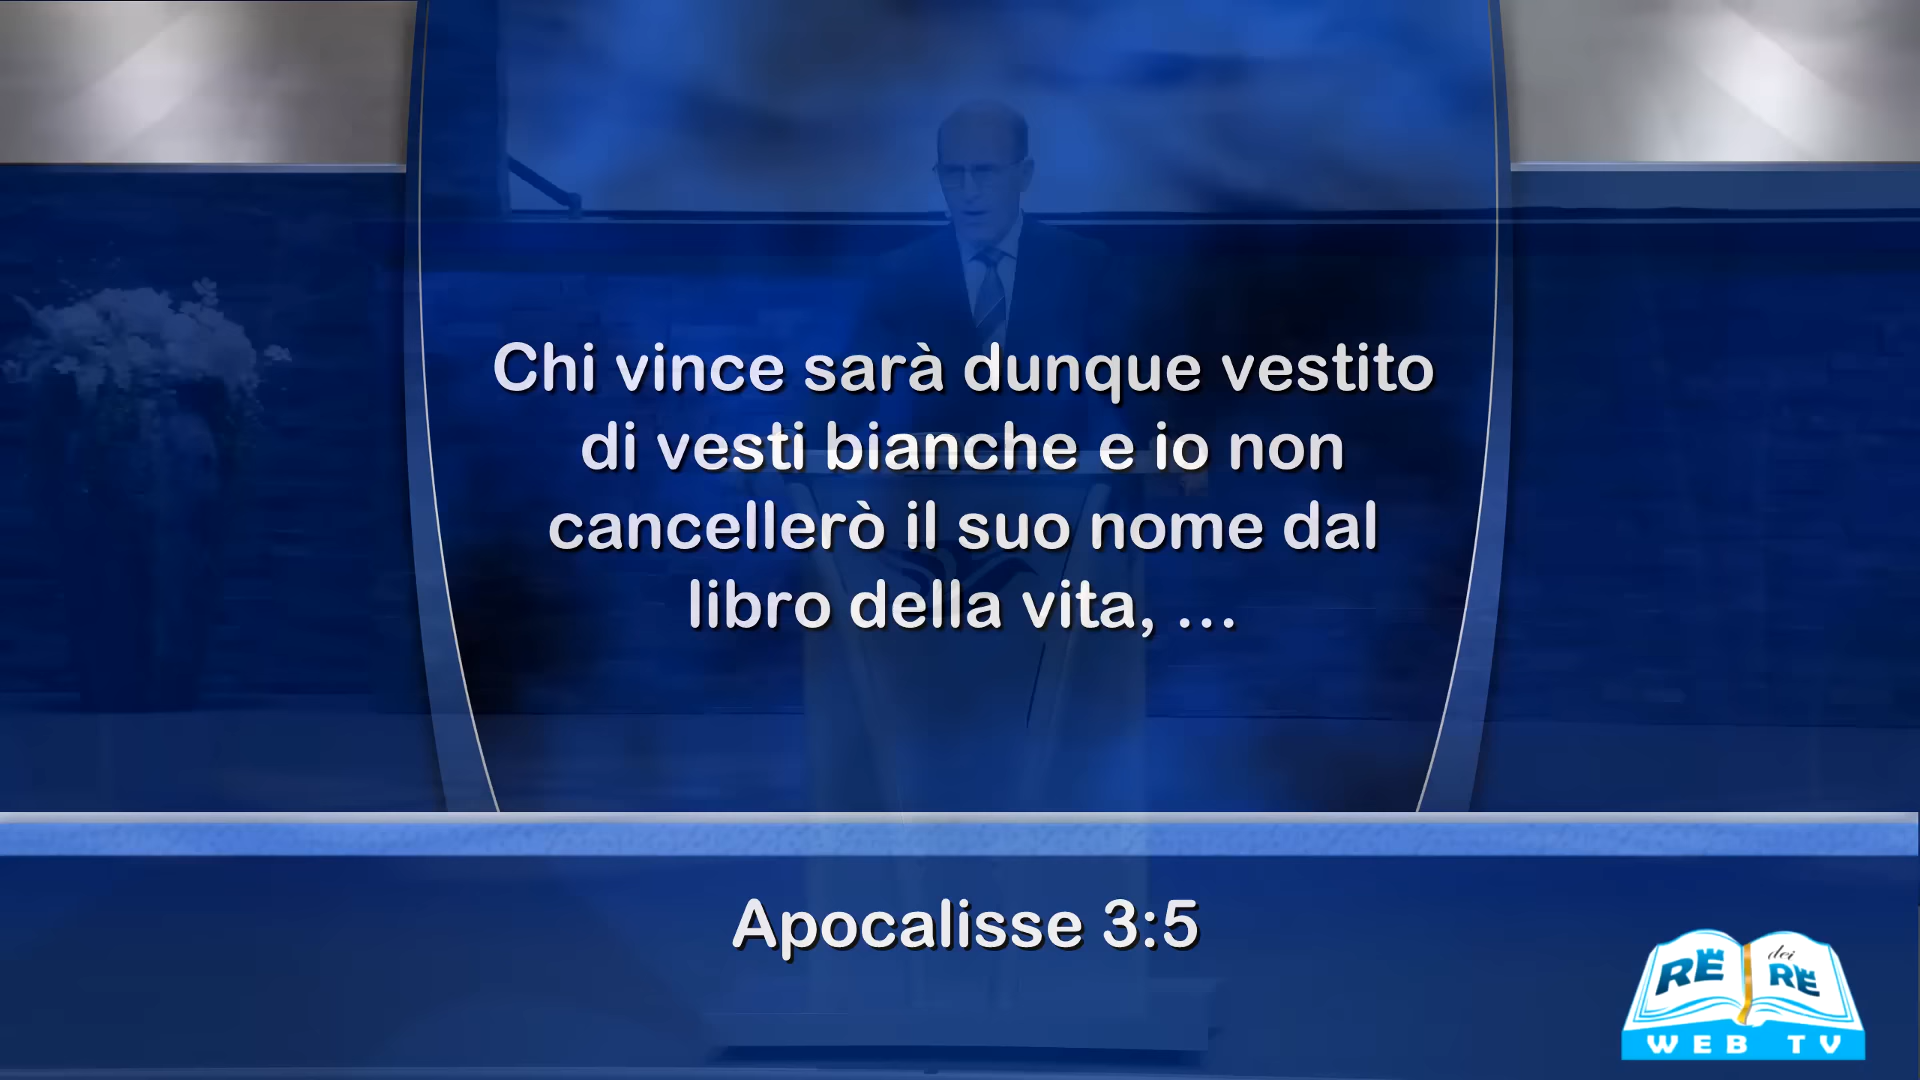 Chi vince sarà dunque vestito
di vesti bianche e io non
cancellerò il suo nome dal
libro della vita, ...
Apocalisse 3:5
RE dei RE
WEB TV